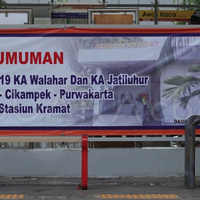 UMUMAN
19 KA Walahar Dan KA Jatiluhur
- Cikampek - Purwakarta
Stasiun Kramat